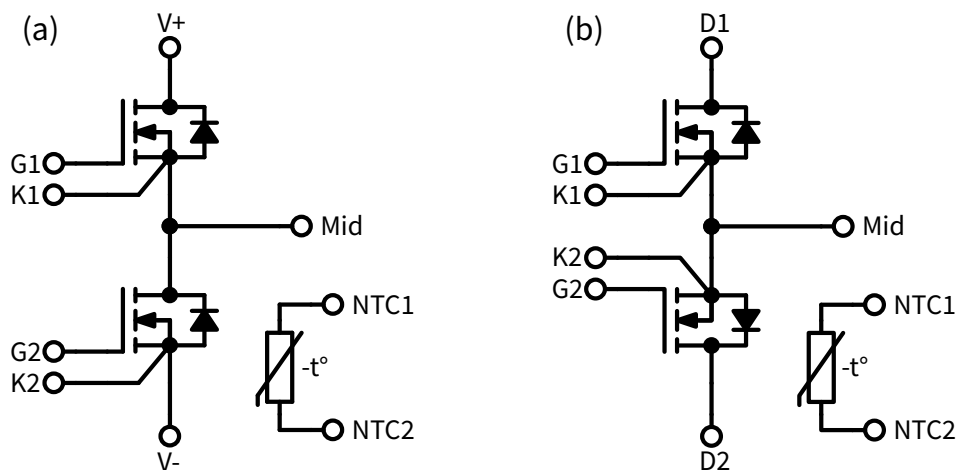 (a)
V+
G1
K1
Mid
G2
K2
V-
NTC1
-t°
NTC2
(b)
D1
G1
K1
Mid
K2
G2
D2
NTC1
-t°
NTC2